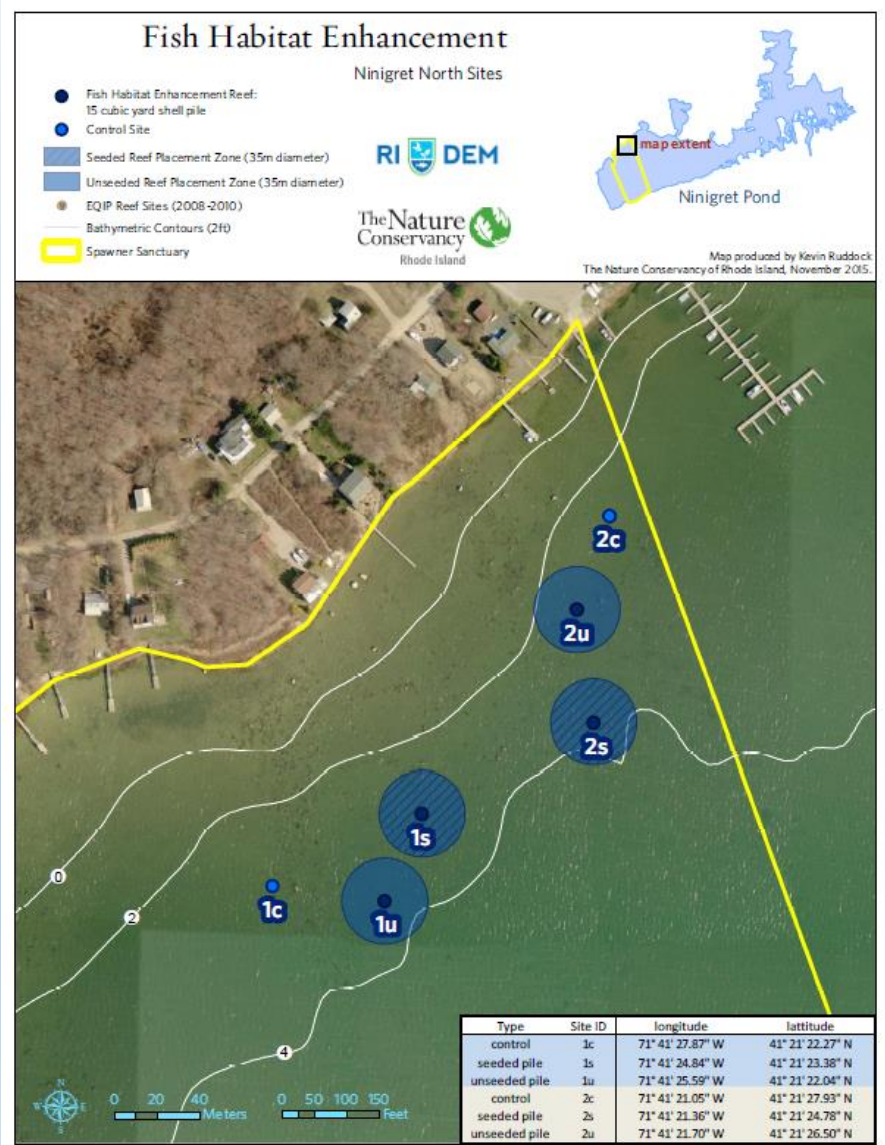 Fish Habitat Enhancement
Ninigret North Sites
Fish Habitat Enhancement Reef:
15 cubic yard shell pile
Control Site
Seeded Reef Placement Zone (35m diameter)
Unseeded Reef Placement Zone (35m diameter)
EQIP Reef Sites (2008-2010)
Bathymetric Contours (2ft)
Spawner Sanctuary
RI DEM
The Nature
Conservancy
Rhode Island
map extent
Ninigret Pond
Map produced by Kevin Ruddock
The Nature Conservancy of Rhode Island, November 2015.
2c
2u
2s
1s
1c
1u
0
2
4
N
W E
S
0 20 40
Meters
0 50 100 150
Feet
Type Site ID longitude lattitude
control 1c 71° 41' 27.87" W 41° 21' 22.27" N
seeded pile 1s 71° 41' 24.84" W 41° 21' 23.38" N
unseeded pile 1u 71° 41' 25.59" W 41° 21' 22.04" N
control 2c 71° 41' 21.05" W 41° 21' 27.93" N
seeded pile 2s 71° 41' 21.36" W 41° 21' 24.78" N
unseeded pile 2u 71° 41' 21.70" W 41° 21' 26.50" N